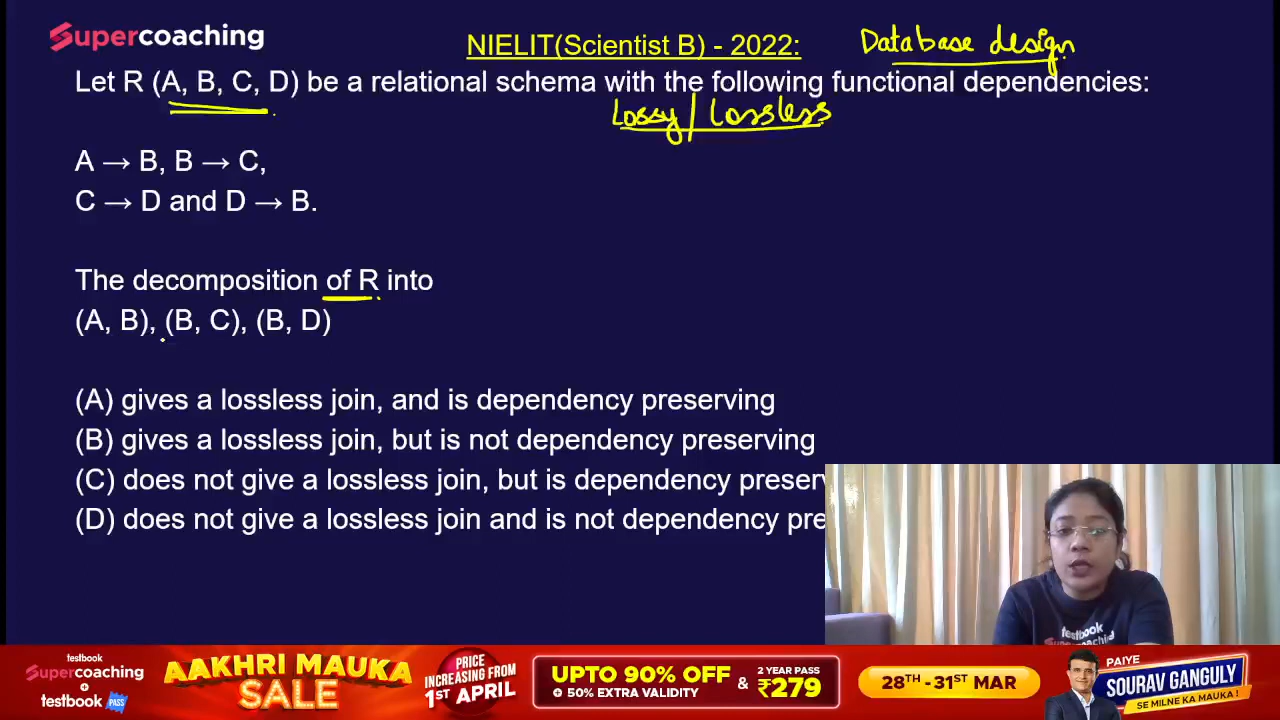 Supercoaching
NIELIT(Scientist B) - 2022:
Database design
Let R (A, B, C, D) be a relational schema with the following functional dependencies:
Lossy / Lossless
A → B, B → C,
C → D and D → B.
The decomposition of R into
(A, B), (B, C), (B, D)
(A) gives a lossless join, and is dependency preserving
(B) gives a lossless join, but is not dependency preserving
(C) does not give a lossless join, but is dependency preserv
(D) does not give a lossless join and is not dependency pre
testbook
testbook
Supercoaching
+
testbook PASS
AAKHRI MAUKA
SALE
PRICE
INCREASING FROM
1ST APRIL
UPTO 90% OFF
+ 50% EXTRA VALIDITY
&
2 YEAR PASS
₹279
28TH - 31ST MAR
PAIYE
SOURAV GANGULY
SE MILNE KA MAUKA !